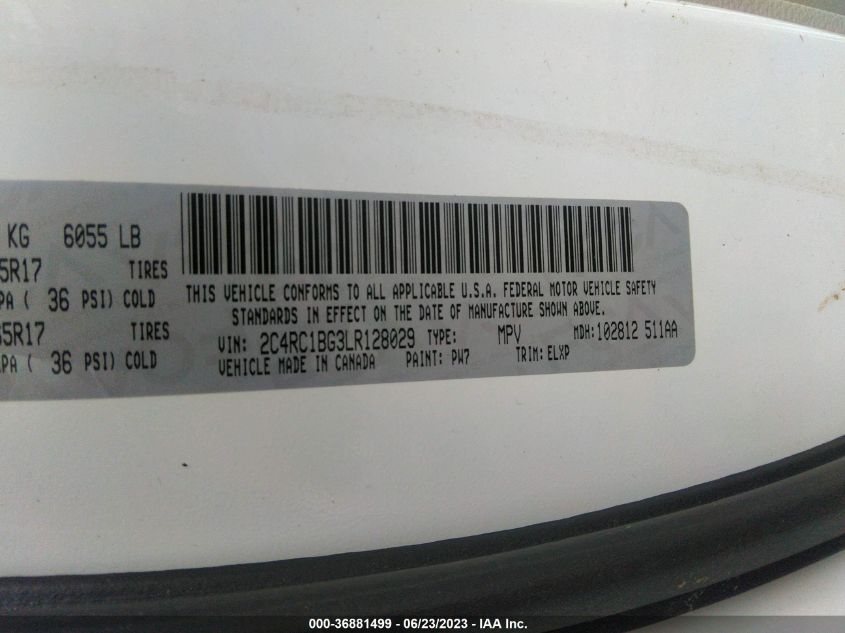 KG 6055 LB
5R17 TIRES
PA ( 36 PSI) COLD
5R17 TIRES
PA ( 36 PSI) COLD
THIS VEHICLE CONFORMS TO ALL APPLICABLE U.S.A. FEDERAL MOTOR VEHICLE SAFETY
STANDARDS IN EFFECT ON THE DATE OF MANUFACTURE SHOWN ABOVE.
VIN: 2C4RC1BG3LR128029 TYPE: MPV MDH: 102812 511AA
VEHICLE MADE IN CANADA PAINT: PW7 TRIM: ELXP
000-36881499 - 06/23/2023 - IAA Inc.